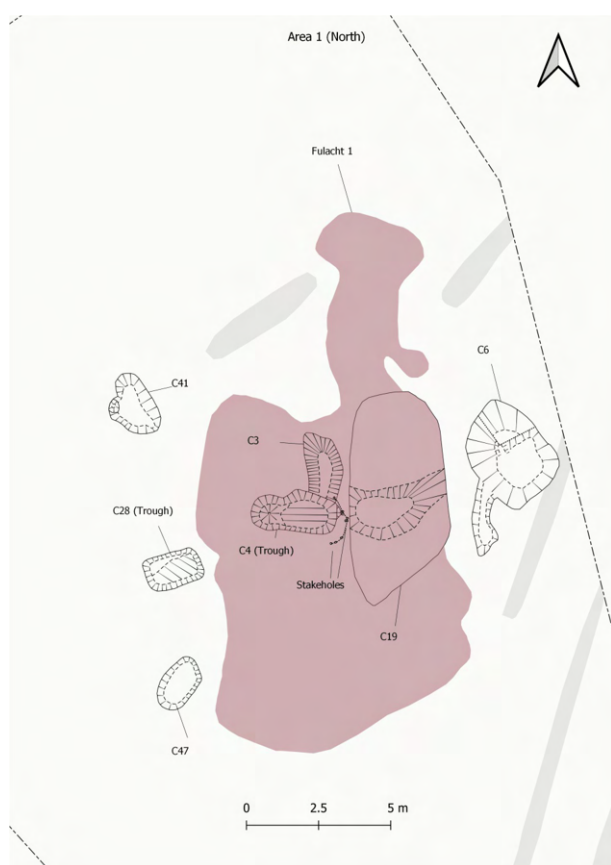 Area 1 (North)
Fulacht 1
C6
C41
C3
C28 (Trough)
C4 (Trough)
Stakeholes
C19
C47
0 2.5 5 m